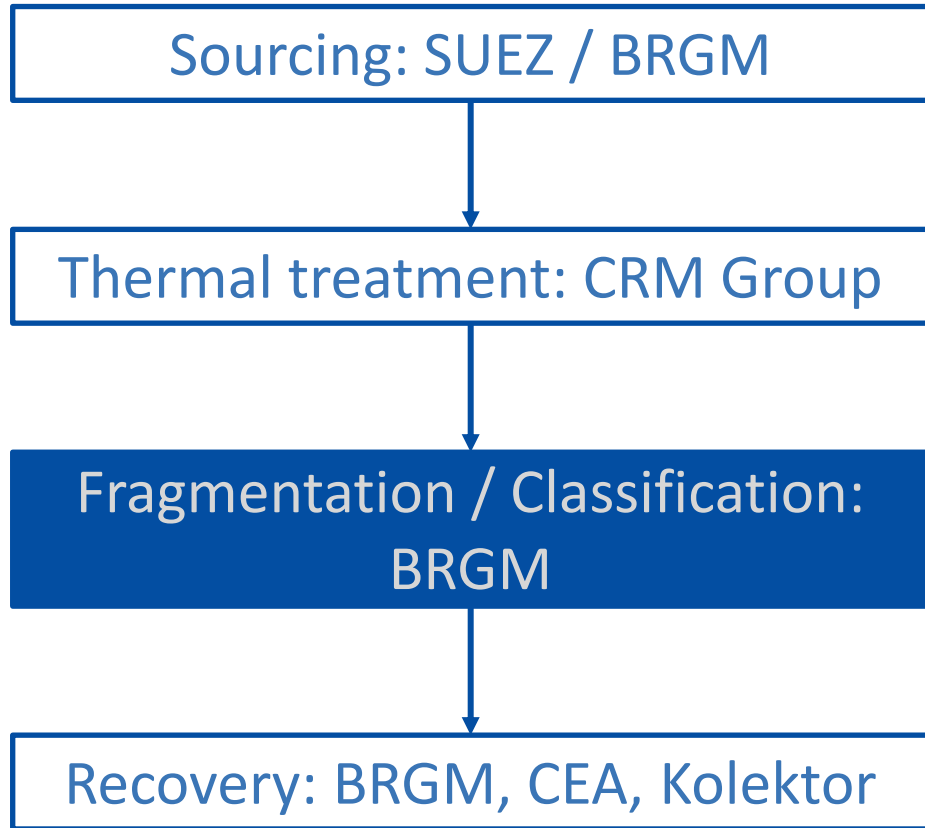 Sourcing: SUEZ / BRGM
Thermal treatment: CRM Group
Fragmentation / Classification:
BRGM
Recovery: BRGM, CEA, Kolektor